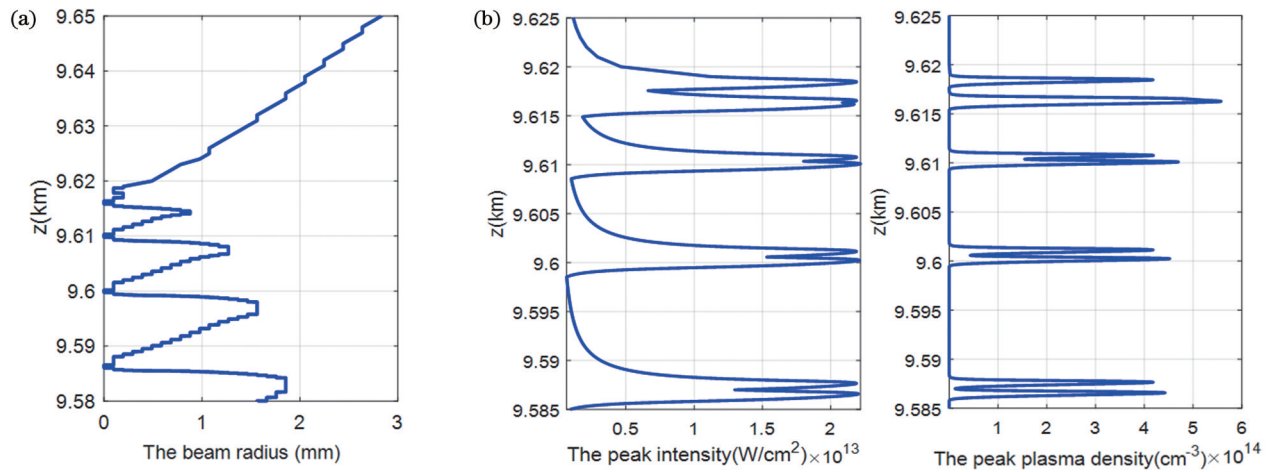 (a)
9.65
9.64
9.63
9.62
9.61
9.6
9.59
9.58
z(km)
0 1 2 3
The beam radius (mm)
(b)
9.625
9.62
9.615
9.61
9.605
9.6
9.595
9.59
9.585
z(km)
0.5 1 1.5 2
The peak intensity(W/cm²)×10¹³
9.625
9.62
9.615
9.61
9.605
9.6
9.595
9.59
9.585
z(km)
1 2 3 4 5 6
The peak plasma density(cm⁻³)×10¹⁴